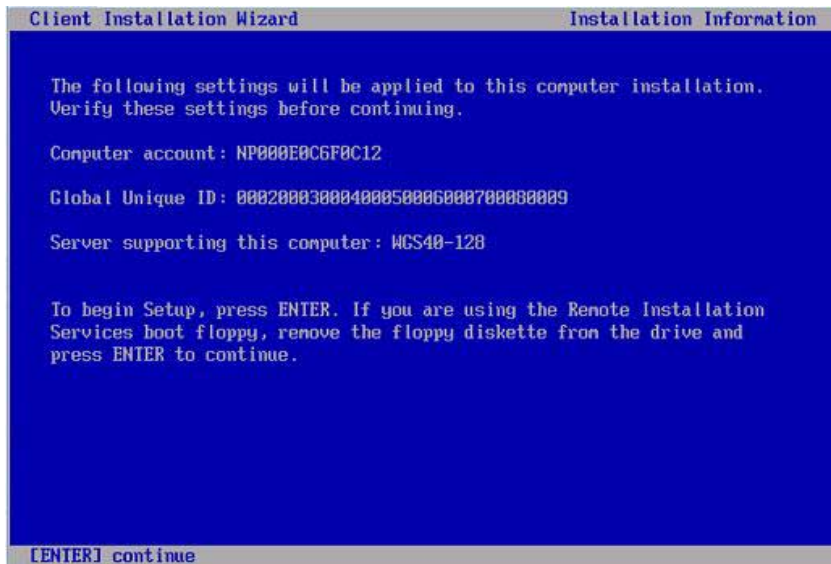 Client Installation Wizard Installation Information
The following settings will be applied to this computer installation.
Verify these settings before continuing.
Computer account: NP000E0C6F0C12
Global Unique ID: 00020003000400050006000700080009
Server supporting this computer: WGS40-128
To begin Setup, press ENTER. If you are using the Remote Installation
Services boot floppy, remove the floppy diskette from the drive and
press ENTER to continue.
[ENTER] continue